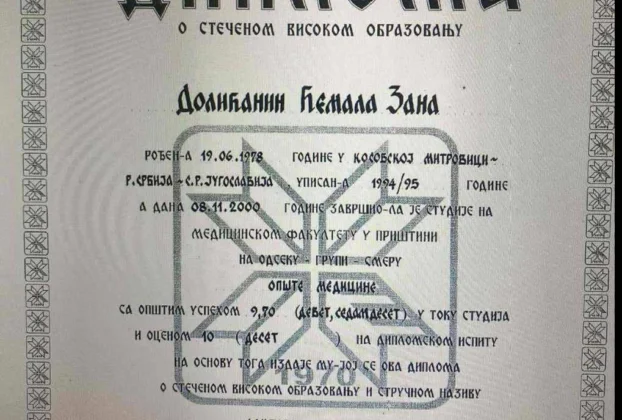 ДИПЛОМА
О СТЕЧЕНОМ ВИСОКОМ ОБРАЗОВАЊУ
Долићанин Ћемала Зана
РОЂЕН-А 19.06.1978 ГОДИНЕ У КОСОВСКОЈ МИТРОВИЦИ~
Р.СРБИЈА~С.Р.ЈУГОСЛАВИЈА , УПИСАН-А 1994/95 ГОДИНЕ
А ДАНА 08.11.2000 ГОДИНЕ ЗАВРШИО-ЛА ЈЕ СТУДИЈЕ НА
МЕДИЦИНСКОМ ФАКУЛТЕТУ У ПРИШТИНИ
НА ОДСЕКУ - ГРУПИ - СМЕРУ
ОПШТЕ МЕДИЦИНЕ
СА ОПШТИМ УСПЕХОМ 9,70 (ДЕВЕТ,СЕДАМДЕСЕТ) У ТОКУ СТУДИЈА
И ОЦЕНОМ 10 (ДЕСЕТ ) НА ДИПЛОМСКОМ ИСПИТУ
НА ОСНОВУ ТОГА ИЗДАЈЕ МУ-ЈОЈ СЕ ОВА ДИПЛОМА
1970
О СТЕЧЕНОМ ВИСОКОМ ОБРАЗОВАЊУ И СТРУЧНОМ НАЗИВУ